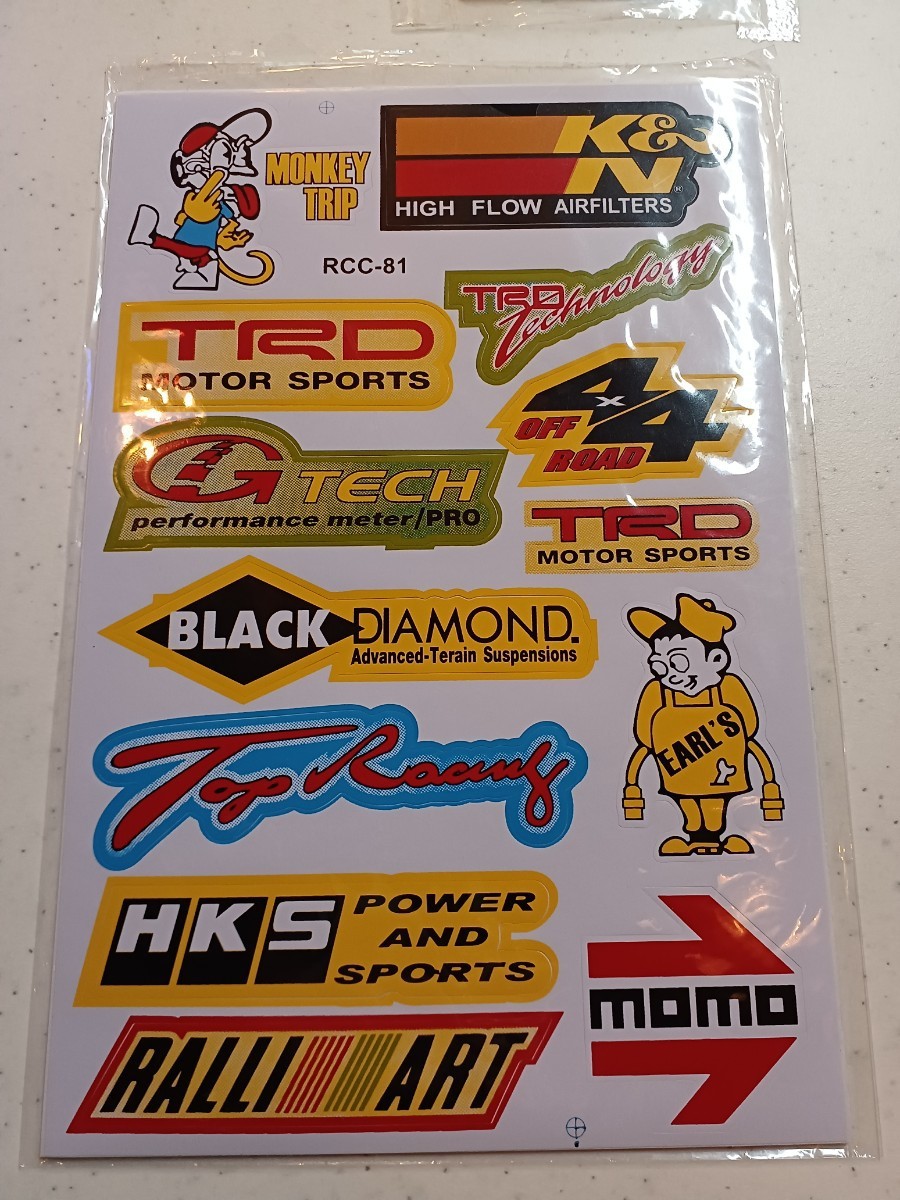 MONKEY
TRIP
K&N®
HIGH FLOW AIRFILTERS
RCC-81
TRD
Technology
TRD
MOTOR SPORTS
4x4
OFF
ROAD
G TECH
performance meter/PRO
TRD
MOTOR SPORTS
BLACK DIAMOND.
Advanced-Terain Suspensions
EARL'S
Top Racing
HKS POWER
AND
SPORTS
momo
RALLI ART